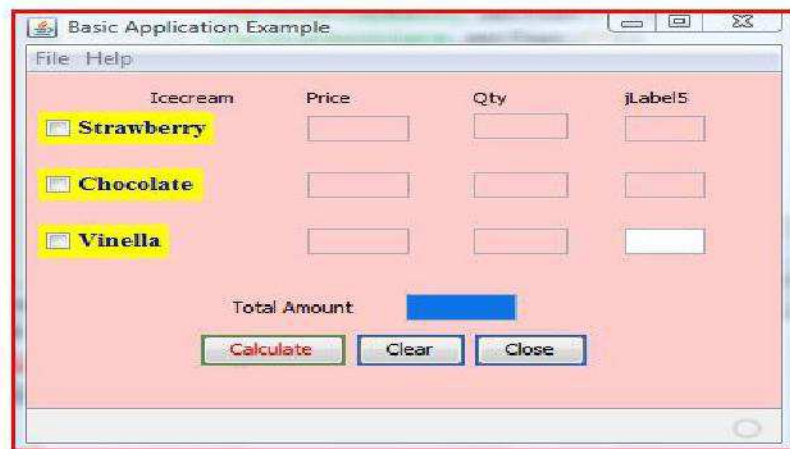 Basic Application Example
File Help
Icecream Price Qty jLabel5
Strawberry
Chocolate
Vinella
Total Amount
Calculate Clear Close